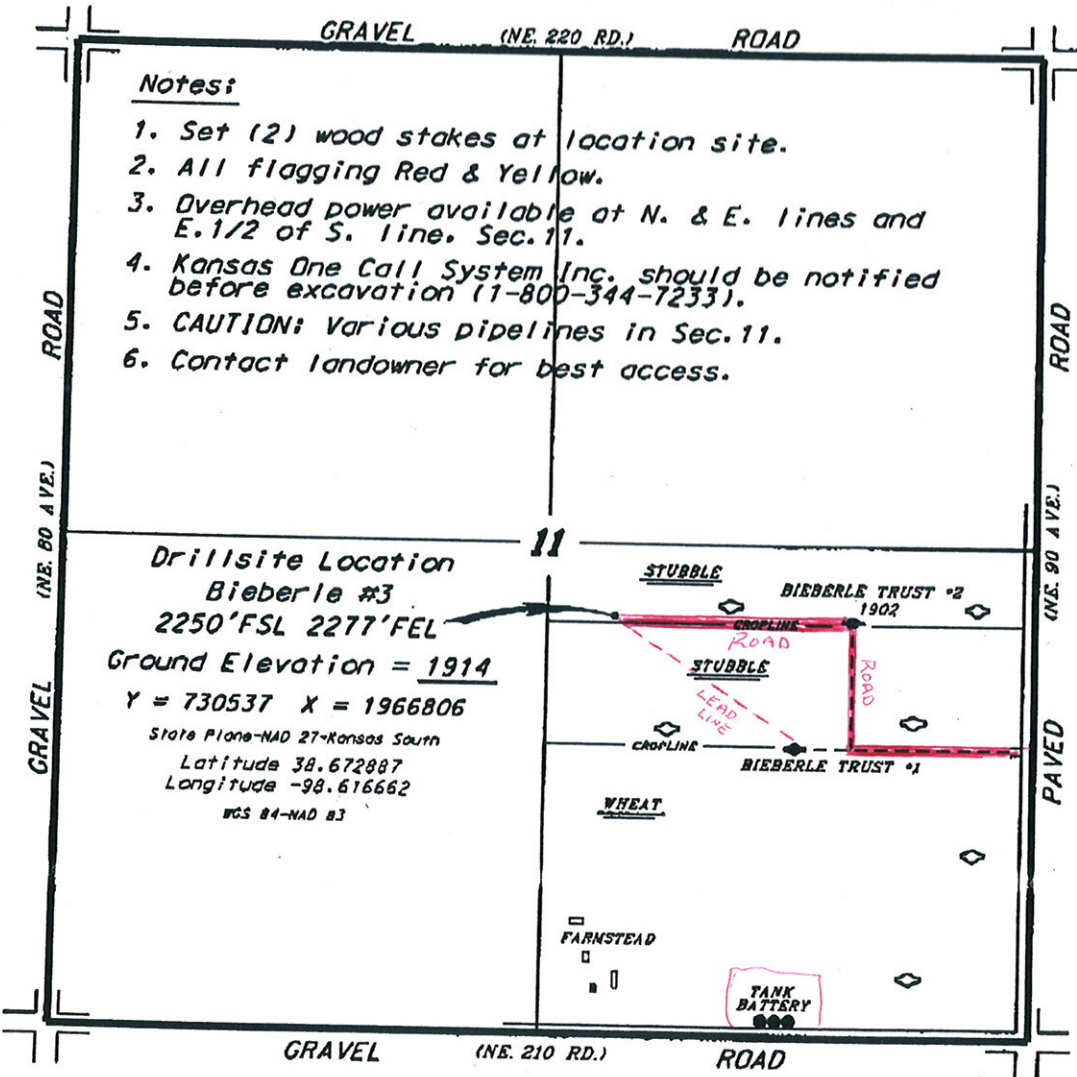 GRAVEL (NE. 220 RD.) ROAD
Notes:
1. Set (2) wood stakes at location site.
2. All flagging Red & Yellow.
3. Overhead power available at N. & E. lines and
E.1/2 of S. line. Sec.11.
4. Kansas One Call System Inc. should be notified
before excavation (1-800-344-7233).
5. CAUTION: Various pipelines in Sec.11.
6. Contact landowner for best access.
GRAVEL (NE. 80 AVE.) ROAD
PAVED (NE. 90 AVE.) ROAD
11
Drillsite Location
Bieberle #3
2250'FSL 2277'FEL
Ground Elevation = 1914
Y = 730537 X = 1966806
State Plane-NAD 27-Kansas South
Latitude 38.672887
Longitude -98.616662
WGS 84-NAD 83
STUBBLE
BIEBERLE TRUST #2
1902
CROPLINE
ROAD
STUBBLE
ROAD
LEAD
LINE
CROPLINE
BIEBERLE TRUST #1
WHEAT
FARMSTEAD
TANK
BATTERY
GRAVEL (NE. 210 RD.) ROAD